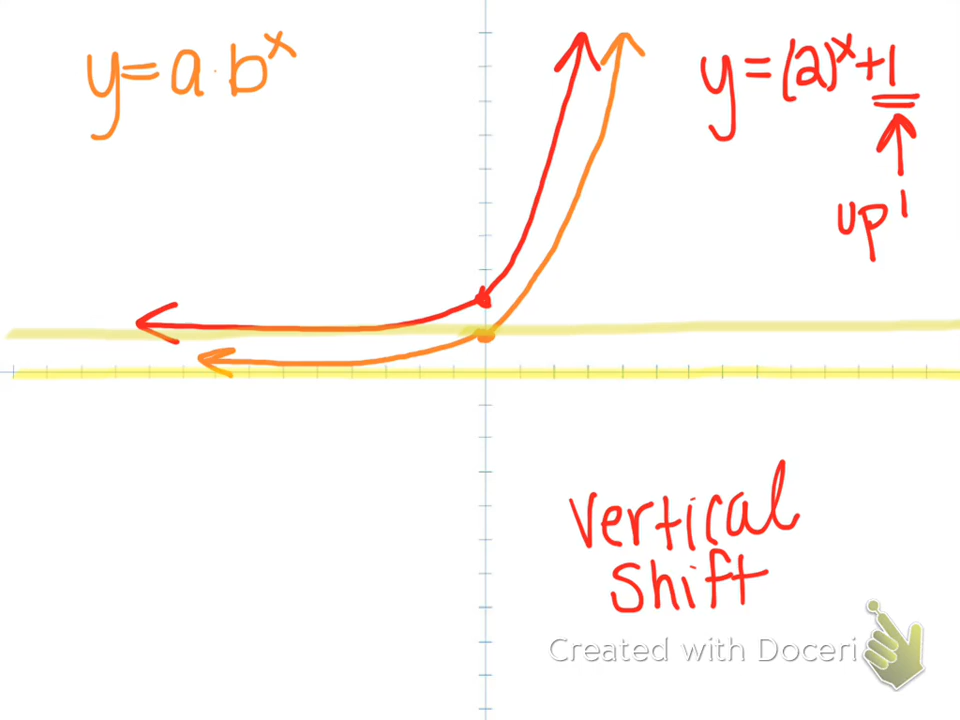 y=a·b^x
y=(2)^x+1
up 1
vertical
shift
Created with Doceri